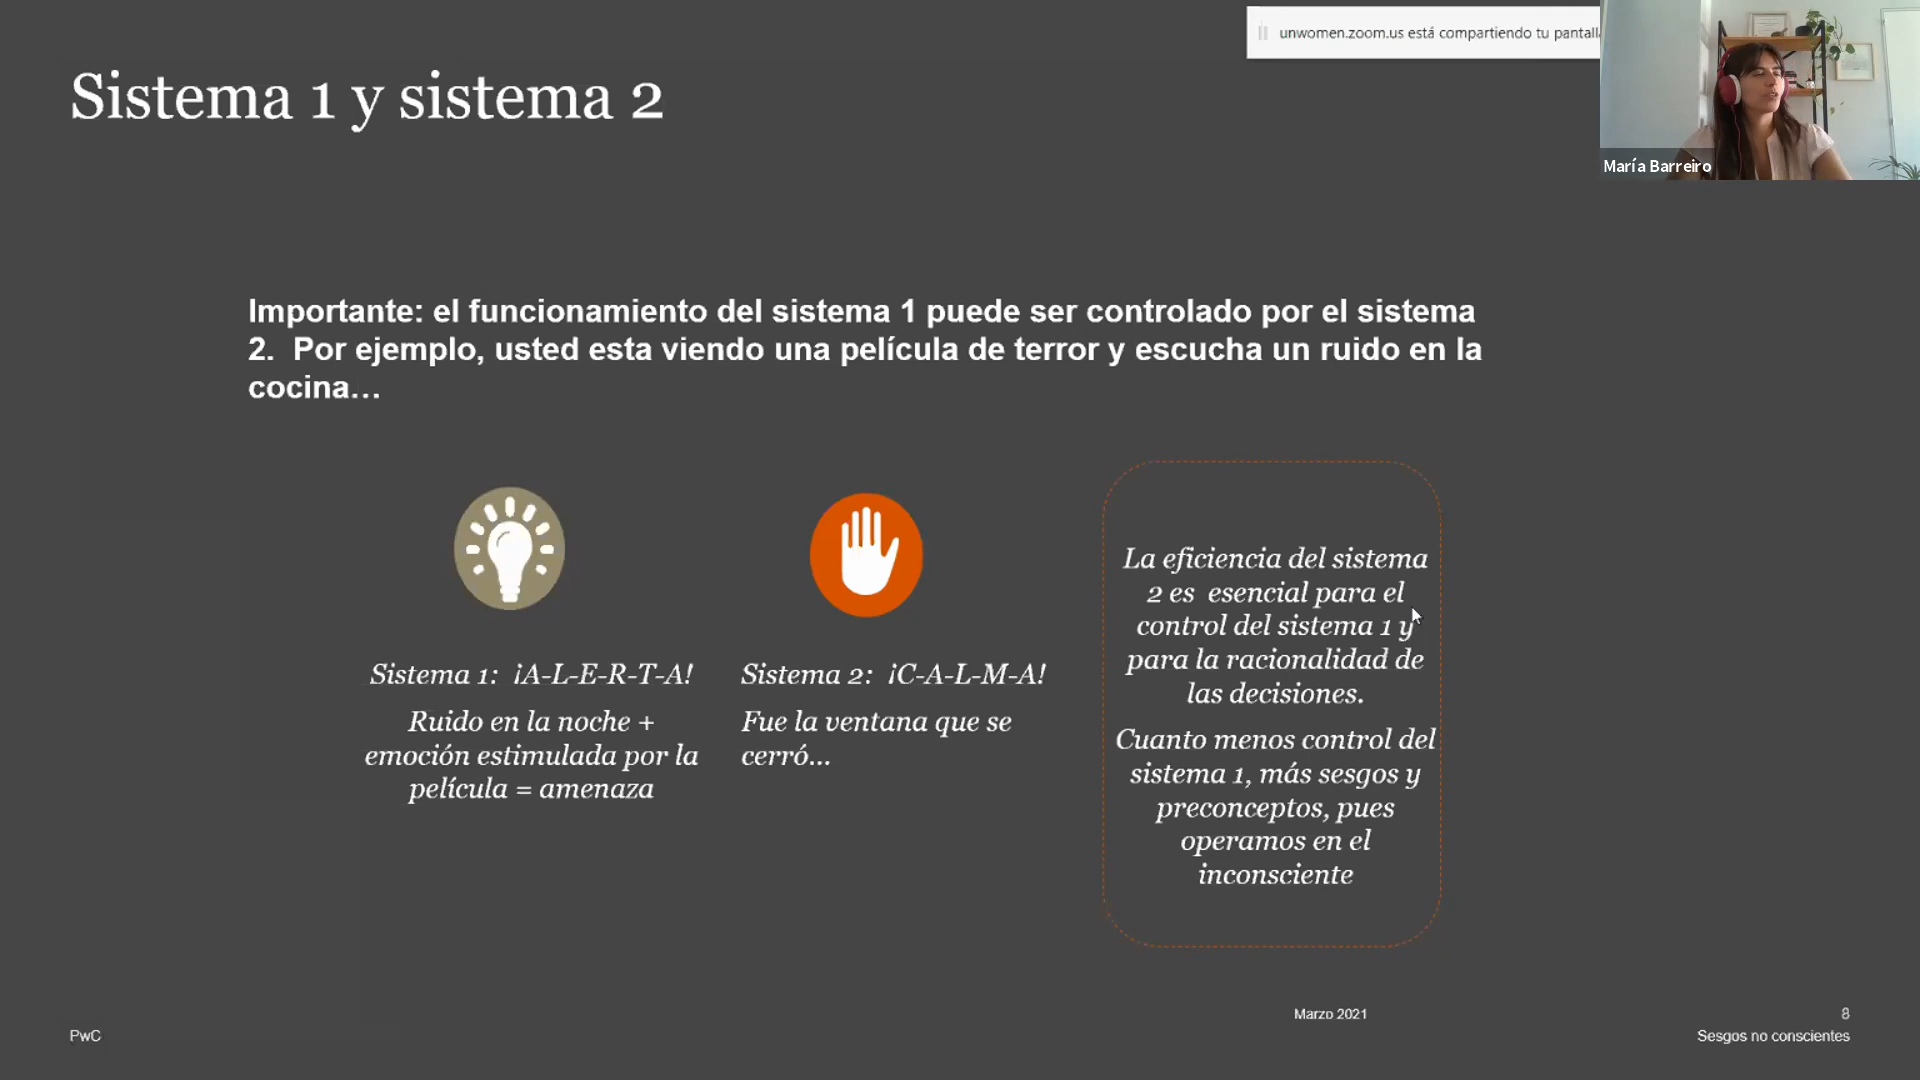 unwomen.zoom.us está compartiendo tu pantall
Sistema 1 y sistema 2
María Barreiro
Importante: el funcionamiento del sistema 1 puede ser controlado por el sistema
2. Por ejemplo, usted esta viendo una película de terror y escucha un ruido en la
cocina…
Sistema 1: ¡A-L-E-R-T-A!
Ruido en la noche +
emoción estimulada por la
película = amenaza
Sistema 2: ¡C-A-L-M-A!
Fue la ventana que se
cerró…
La eficiencia del sistema
2 es esencial para el
control del sistema 1 y
para la racionalidad de
las decisiones.
Cuanto menos control del
sistema 1, más sesgos y
preconceptos, pues
operamos en el
inconsciente
Marzo 2021
8
PwC
Sesgos no conscientes